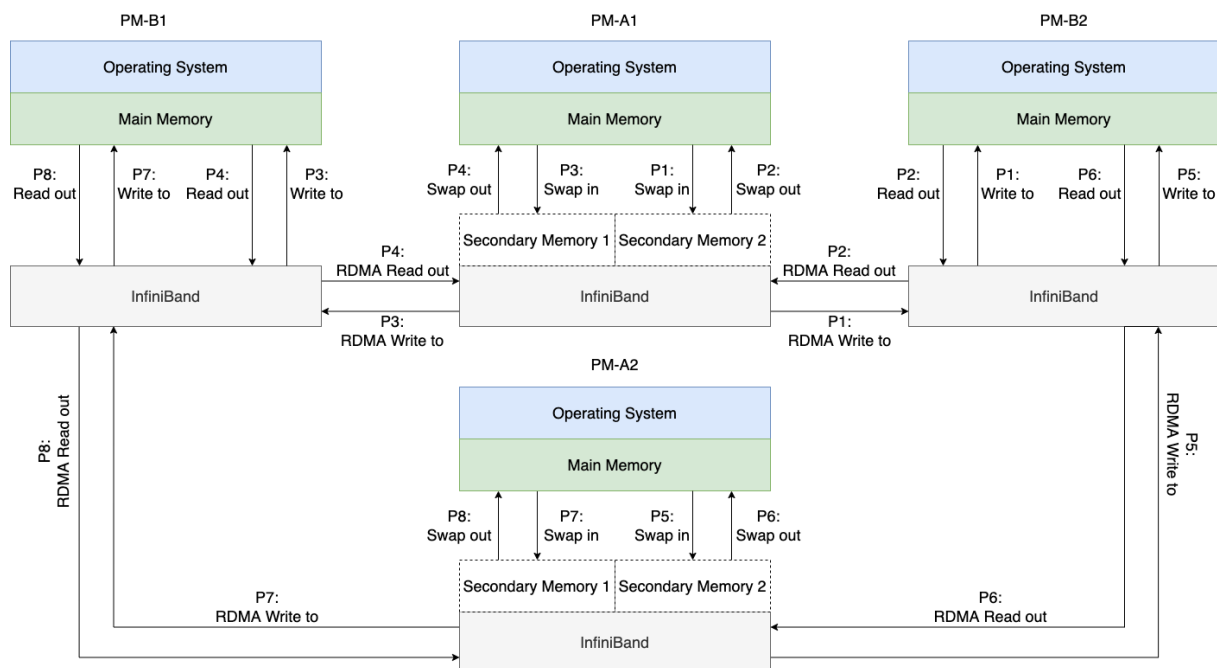 PM-B1
PM-A1
PM-B2
Operating System
Main Memory
Operating System
Main Memory
Operating System
Main Memory
P8:
Read out
P7:
Write to
P4:
Read out
P3:
Write to
P4:
Swap out
P3:
Swap in
P1:
Swap in
P2:
Swap out
P2:
Read out
P1:
Write to
P6:
Read out
P5:
Write to
Secondary Memory 1
Secondary Memory 2
P4:
RDMA Read out
P2:
RDMA Read out
InfiniBand
InfiniBand
InfiniBand
P3:
RDMA Write to
P1:
RDMA Write to
PM-A2
Operating System
Main Memory
P8:
RDMA Read out
P5:
RDMA Write to
P8:
Swap out
P7:
Swap in
P5:
Swap in
P6:
Swap out
Secondary Memory 1
Secondary Memory 2
P7:
RDMA Write to
P6:
RDMA Read out
InfiniBand